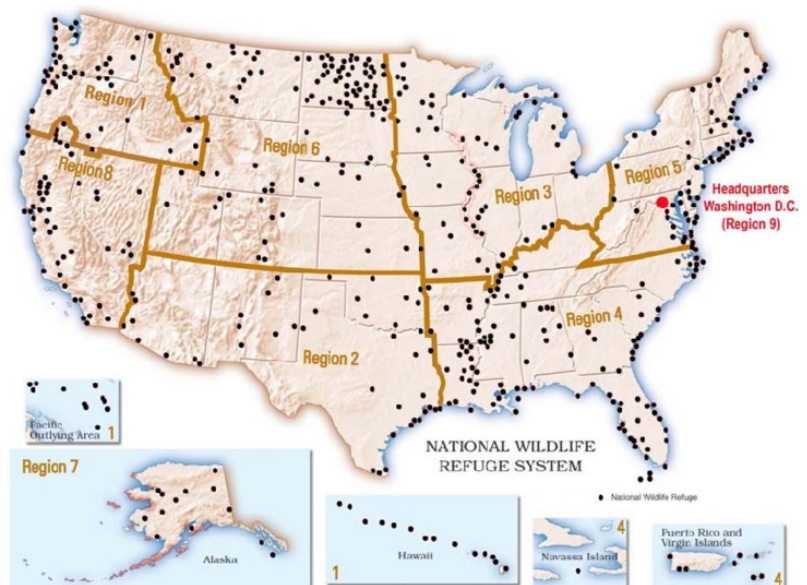 Region 1
Region 8
Region 6
Region 3
Region 5
Headquarters
Washington D.C.
(Region 9)
Region 4
Region 2
Pacific
Outlying Area 1
NATIONAL WILDLIFE
REFUGE SYSTEM
National Wildlife Refuge
Region 7
Alaska
Hawaii
1
4
Navassa Island
Puerto Rico and
Virgin Islands
4